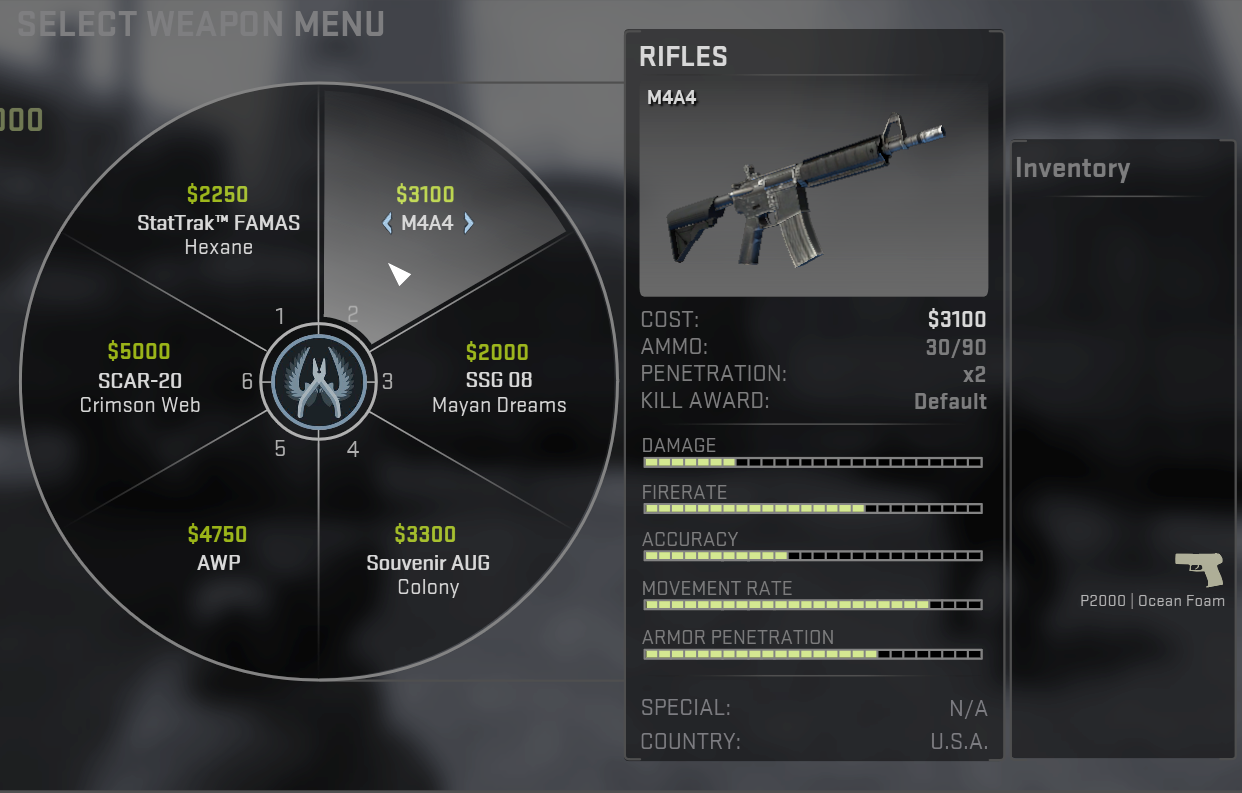 SELECT WEAPON MENU
000
$2250
StatTrak™ FAMAS
Hexane
$3100
M4A4
$5000
SCAR-20
Crimson Web
$2000
SSG 08
Mayan Dreams
$4750
AWP
$3300
Souvenir AUG
Colony
1
2
3
4
5
6
RIFLES
M4A4
COST: $3100
AMMO: 30/90
PENETRATION: x2
KILL AWARD: Default
DAMAGE
FIRERATE
ACCURACY
MOVEMENT RATE
ARMOR PENETRATION
SPECIAL: N/A
COUNTRY: U.S.A.
Inventory
P2000 | Ocean Foam